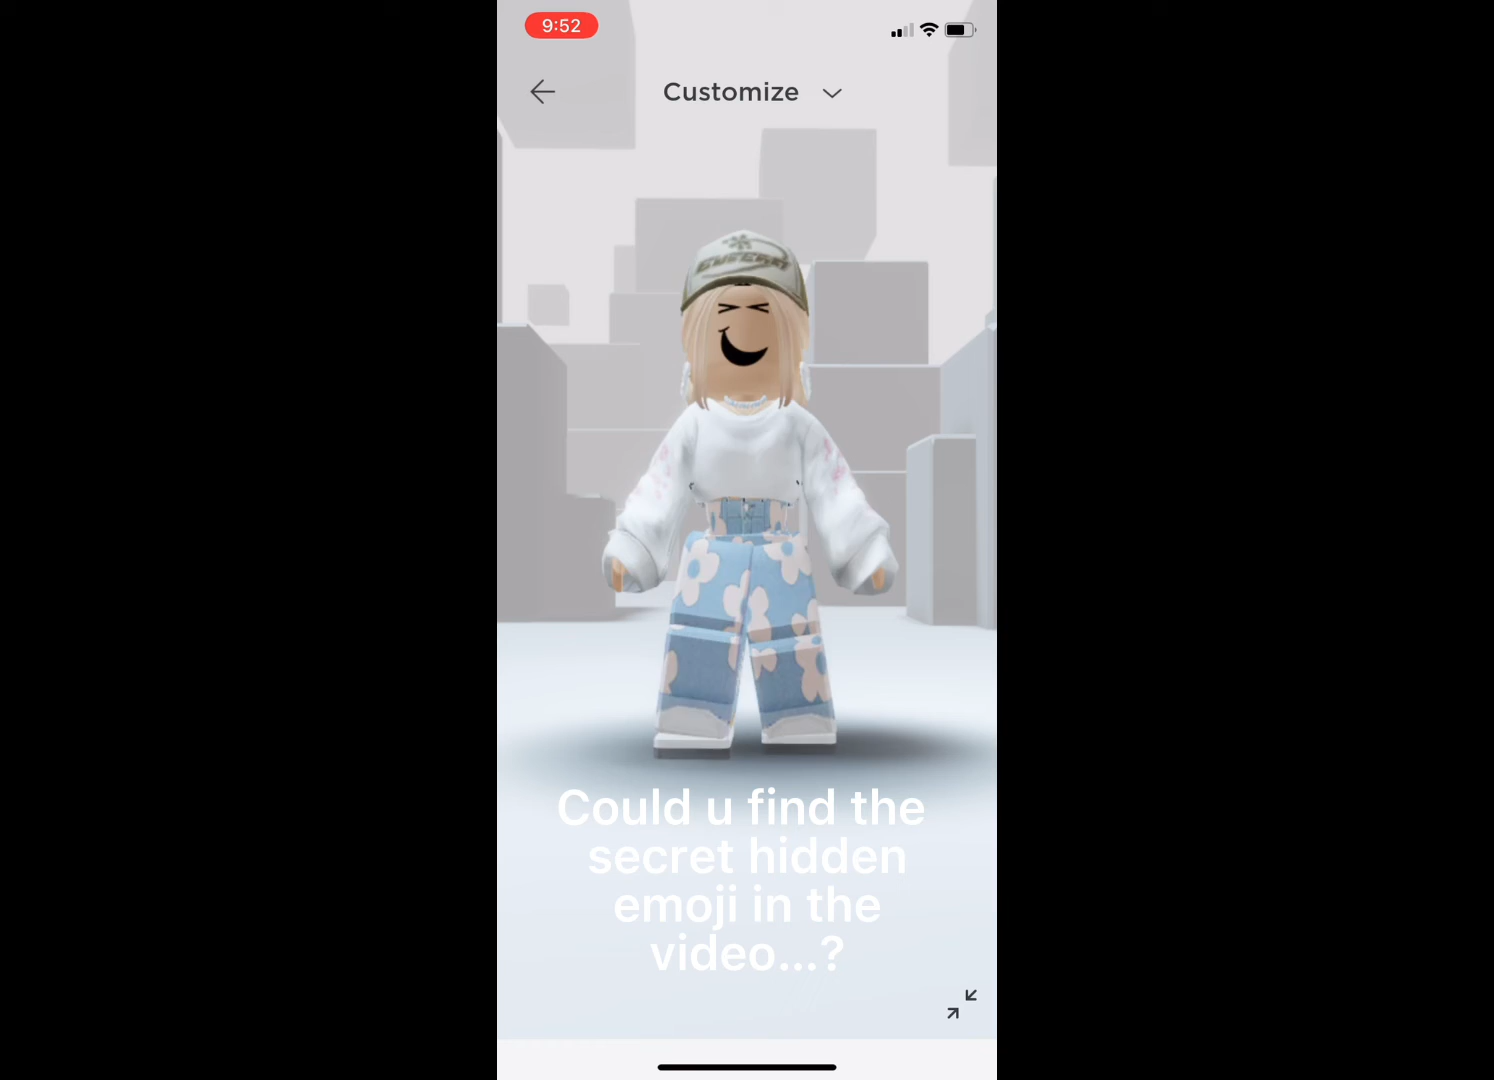 9:52
Customize
Could u find the
secret hidden
emoji in the
video...?